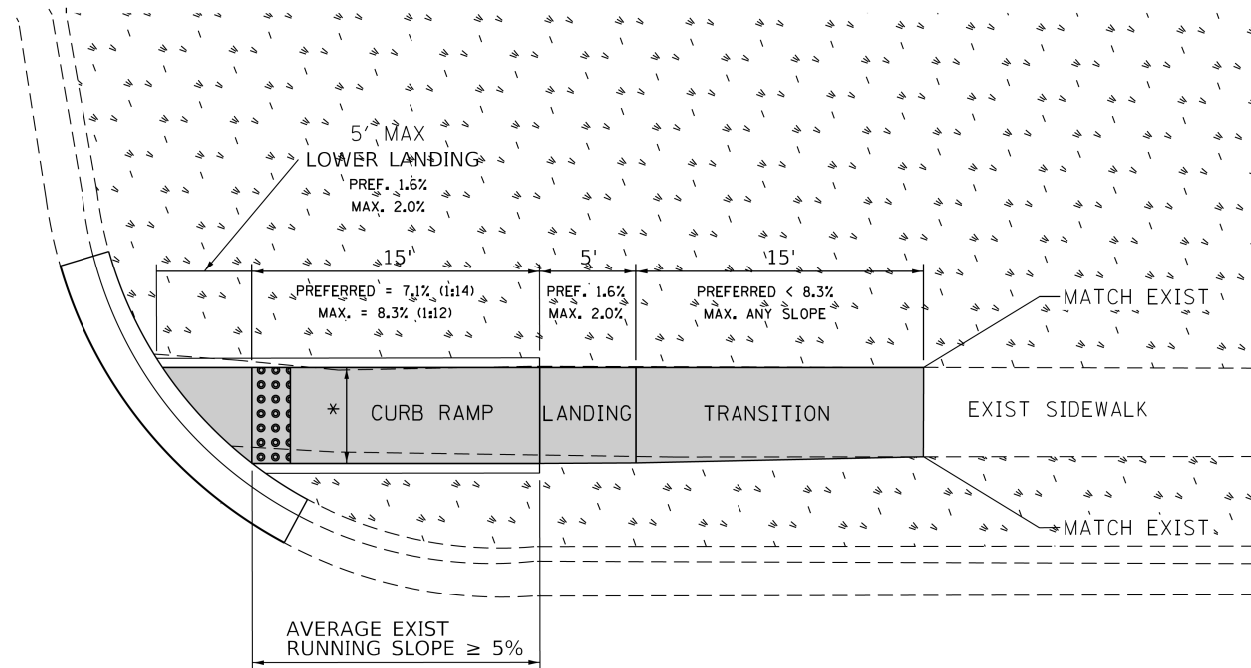 5' MAX
LOWER LANDING
PREF. 1.6%
MAX. 2.0%
15'
5'
15'
PREFERRED = 7.1% (1:14)
MAX. = 8.3% (1:12)
PREF. 1.6%
MAX. 2.0%
PREFERRED < 8.3%
MAX. ANY SLOPE
MATCH EXIST
*
CURB RAMP
LANDING
TRANSITION
EXIST SIDEWALK
MATCH EXIST
AVERAGE EXIST
RUNNING SLOPE ≥ 5%